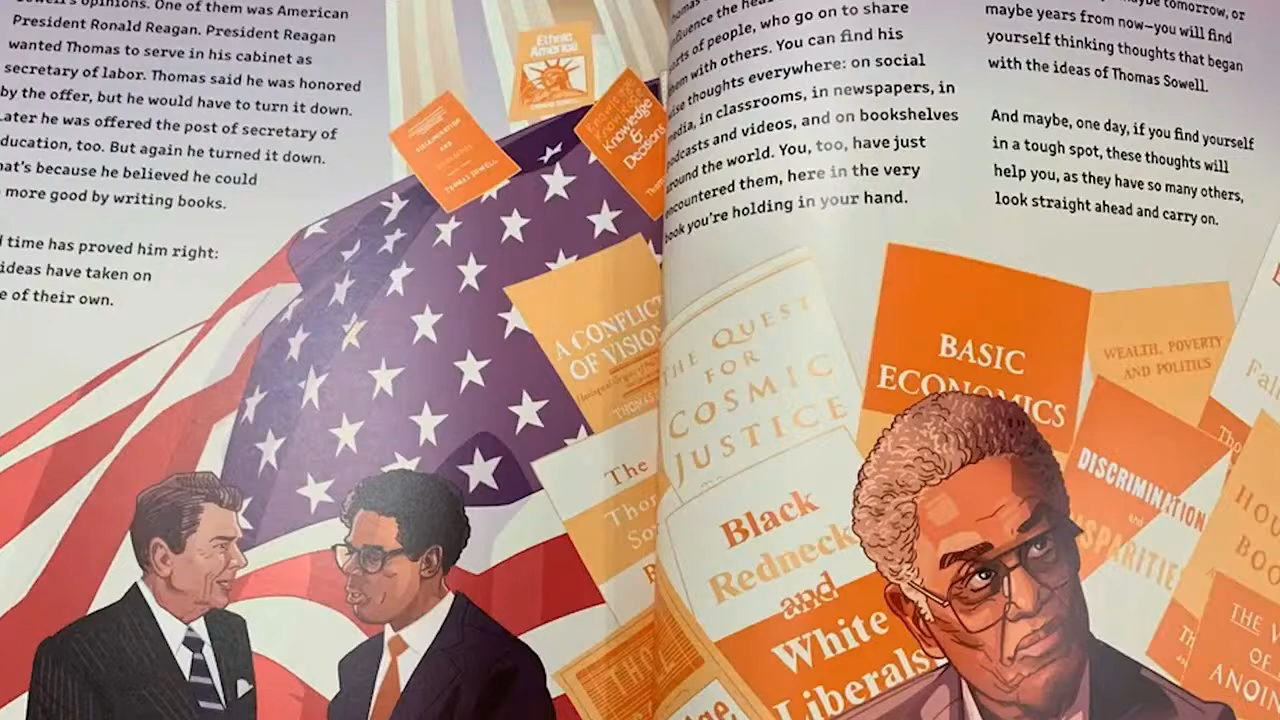 Sowell's opinions. One of them was American
President Ronald Reagan. President Reagan
wanted Thomas to serve in his cabinet as
secretary of labor. Thomas said he was honored
by the offer, but he would have to turn it down.
Later he was offered the post of secretary of
education, too. But again he turned it down.
hat's because he believed he could
more good by writing books.
time has proved him right:
ideas have taken on
e of their own.
Ethnic
America
DISCRIMINATION
AND
THOMAS SOWELL
Knowledge
&
Decisions
A CONFLICT
OF VISION
THOMAS
The
Thomas
of people, who go on to share
them with others. You can find his
thoughts everywhere: on social
media, in classrooms, in newspapers, in
podcasts and videos, and on bookshelves
around the world. You, too, have just
encountered them, here in the very
book you're holding in your hand.
maybe tomorrow, or
maybe years from now—you will find
yourself thinking thoughts that began
with the ideas of Thomas Sowell.
And maybe, one day, if you find yourself
in a tough spot, these thoughts will
help you, as they have so many others,
look straight ahead and carry on.
THE QUEST
FOR
COSMIC
JUSTICE
BASIC
ECONOMICS
WEALTH, POVERTY
AND POLITICS
DISCRIMINATION
and
Black
Redneck
and
White
Liberals
THE
OF
ANOIN